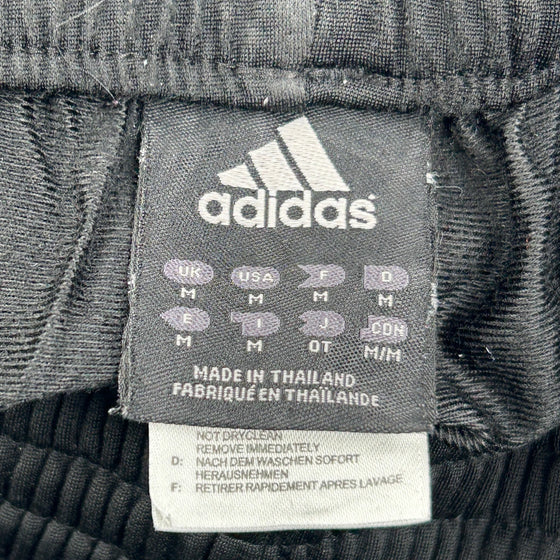 adidas
UK USA F D
M M M M
E I J CDN
M M OT M/M
MADE IN THAILAND
FABRIQUÉ EN THAÏLANDE
NOT DRYCLEAN
REMOVE IMMEDIATELY
D: NACH DEM WASCHEN SOFORT
HERAUSNEHMEN
F: RETIRER RAPIDEMENT APRES LAVAGE